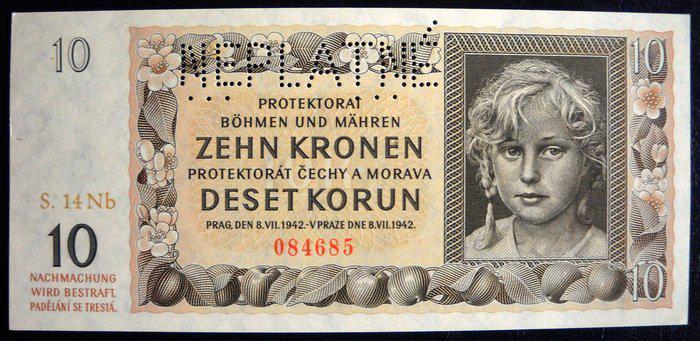 10
NEPLATNÉ
10
PROTEKTORAT
BÖHMEN UND MÄHREN
ZEHN KRONEN
PROTEKTORÁT ČECHY A MORAVA
DESET KORUN
PRAG, DEN 8. VII. 1942.-V PRAZE DNE 8. VII. 1942.
084685
S. 14 Nb
10
NACHMACHUNG
WIRD BESTRAFT.
PADĚLÁNÍ SE TRESTÁ.
10